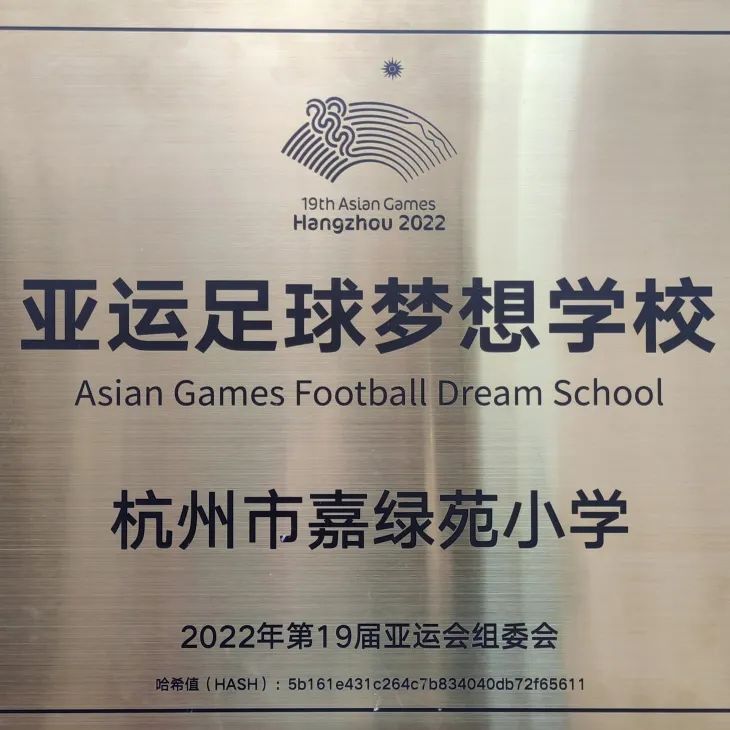 19th Asian Games
Hangzhou 2022
亚运足球梦想学校
Asian Games Football Dream School
杭州市嘉绿苑小学
2022年第19届亚运会组委会
哈希值（HASH）：5b161e431c264c7b834040db72f65611